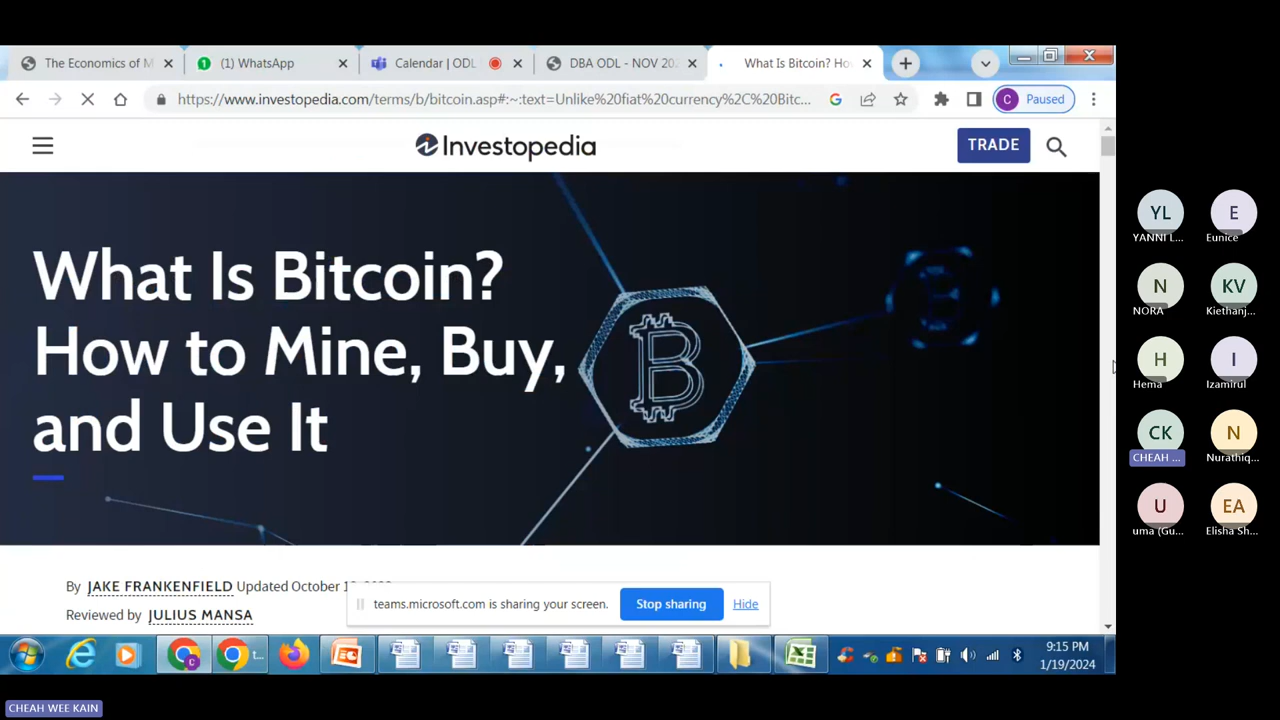 The Economics of M
(1) WhatsApp
Calendar | ODL
DBA ODL - NOV 202
What Is Bitcoin? Ho
https://www.investopedia.com/terms/b/bitcoin.asp#:~:text=Unlike%20fiat%20currency%2C%20Bitc...
C Paused
Investopedia
TRADE
What Is Bitcoin?
How to Mine, Buy,
and Use It
By JAKE FRANKENFIELD Updated October
Reviewed by JULIUS MANSA
teams.microsoft.com is sharing your screen.
Stop sharing
Hide
9:15 PM
1/19/2024
YL
YANNI L...
E
Eunice
N
NORA
KV
Kiethanj...
H
Hema
I
Izamirul
CK
CHEAH ...
N
Nurathiq...
U
uma (Gu...
EA
Elisha Sh...
CHEAH WEE KAIN